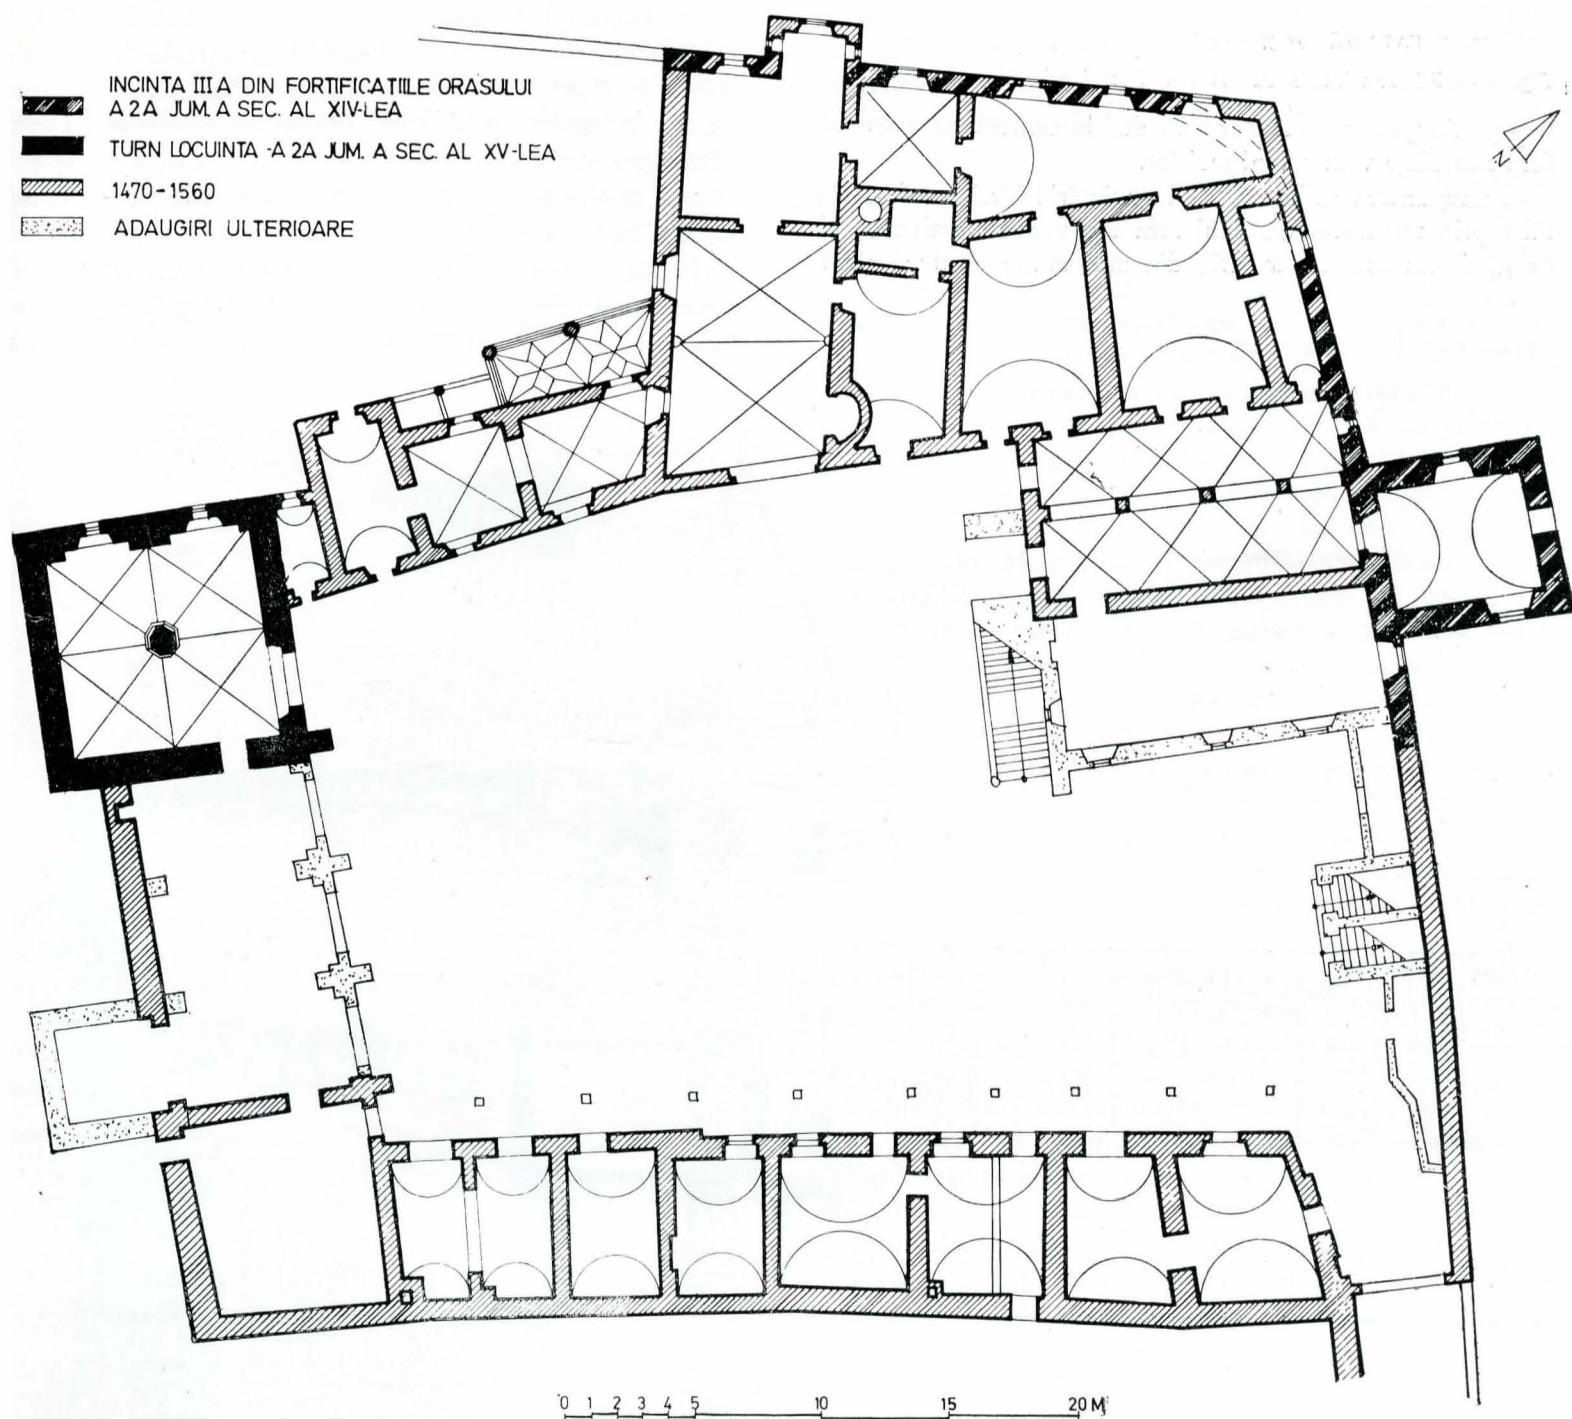 INCINTA III A DIN FORTIFICATIILE ORASULUI
A 2A JUM. A SEC. AL XIV-LEA
TURN LOCUINTA -A 2A JUM. A SEC. AL XV-LEA
1470-1560
ADAUGIRI ULTERIOARE
N
0 1 2 3 4 5 10 15 20 M